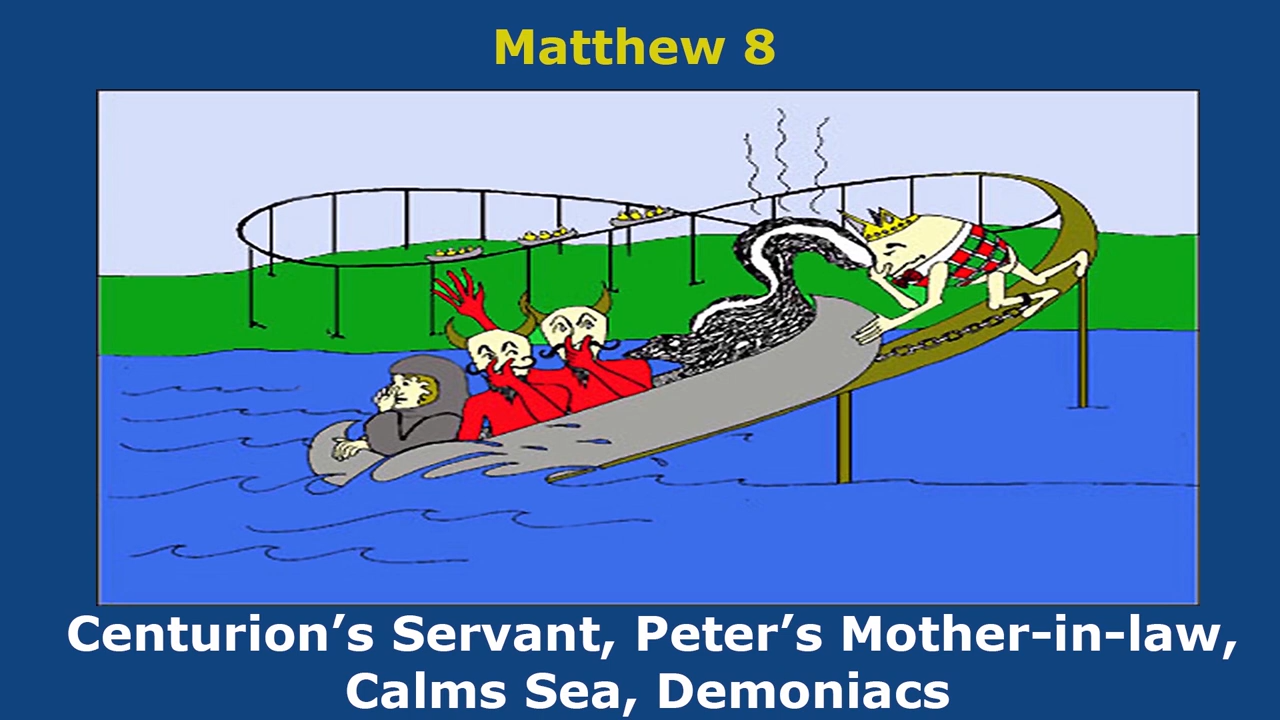 Matthew 8
Centurion’s Servant, Peter’s Mother-in-law,
Calms Sea, Demoniacs